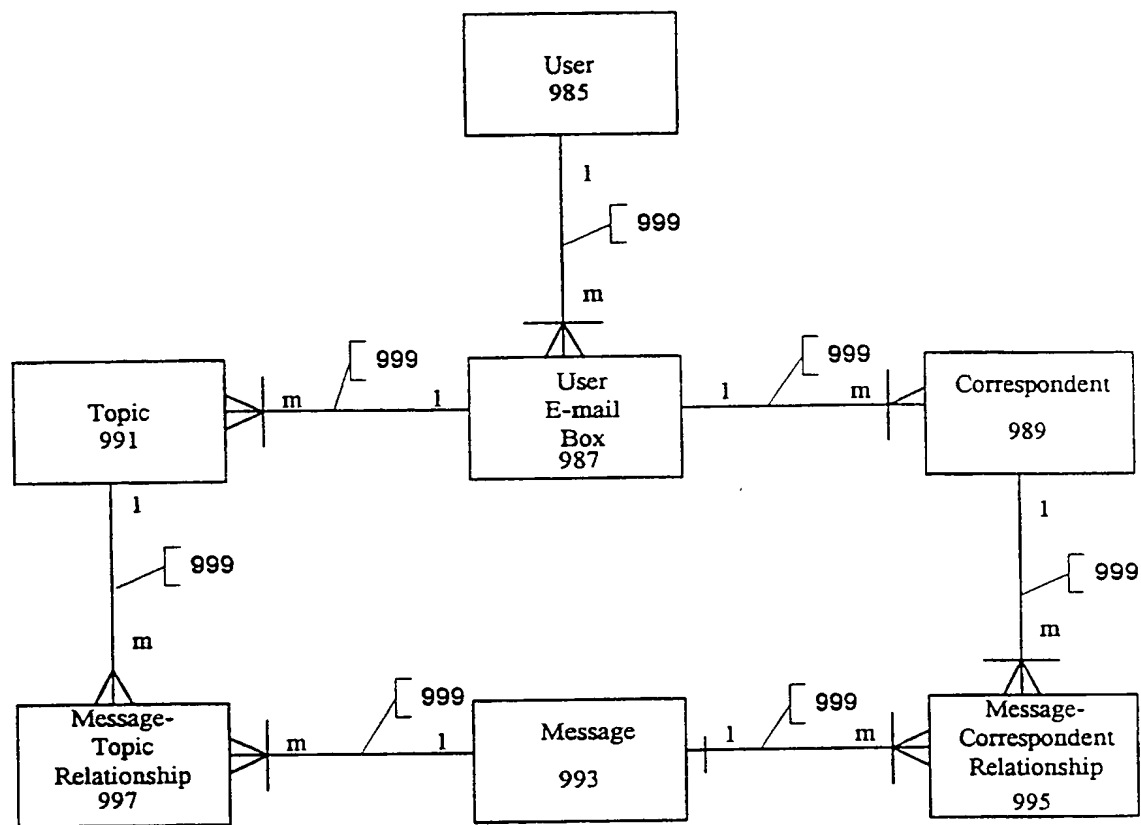 User
985
1
999
m
999
999
Topic
991
m
1
User
E-mail
Box
987
1
m
Correspondent
989
1
999
m
1
999
m
Message-
Topic
Relationship
997
m
999
1
Message
993
1
999
m
Message-
Correspondent
Relationship
995